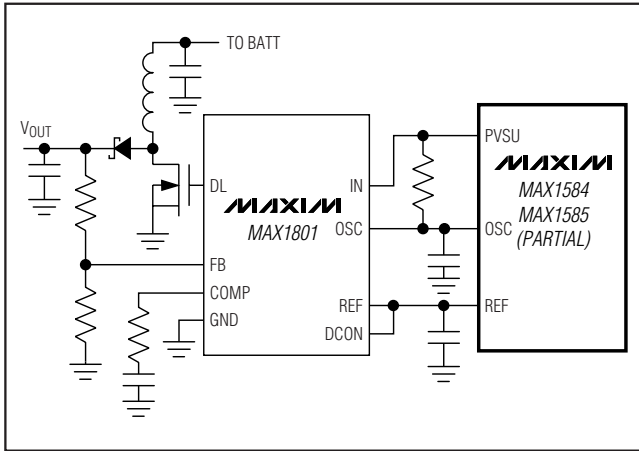 TO BATT
VOUT
PVSU
DL
IN
MAXIM
MAX1801
MAXIM
MAX1584
MAX1585
(PARTIAL)
OSC
OSC
FB
COMP
GND
REF
REF
DCON